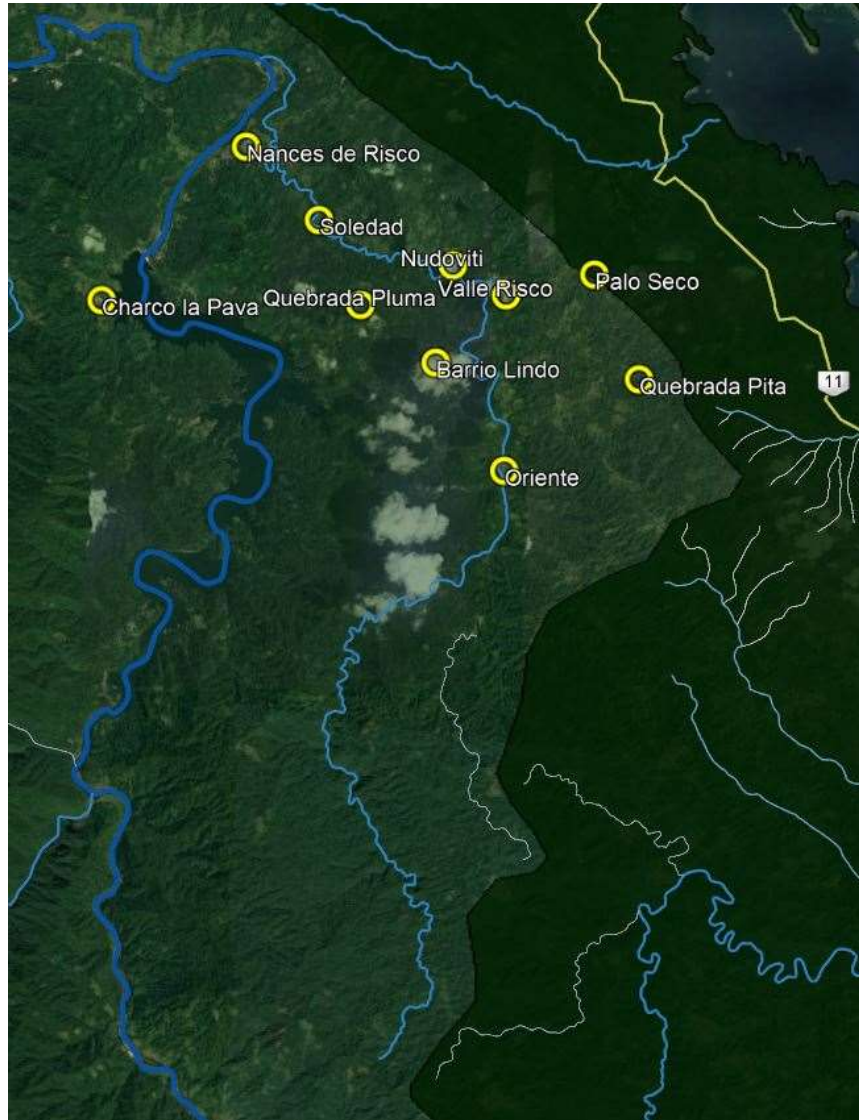 Nances de Risco
Soledad
Nudoviti
Palo Seco
Valle Risco
Quebrada Pluma
Charco la Pava
Barrio Lindo
Quebrada Pita
11
Oriente